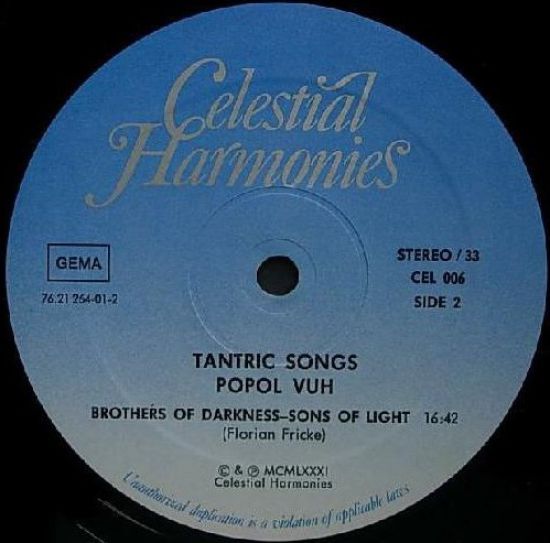 Celestial
Harmonies
GEMA
76.21 264-01-2
STEREO / 33
CEL 006
SIDE 2
TANTRIC SONGS
POPOL VUH
BROTHERS OF DARKNESS–SONS OF LIGHT 16:42
(Florian Fricke)
© & ℗ MCMLXXXI
Celestial Harmonies
Unauthorized duplication is a violation of applicable laws